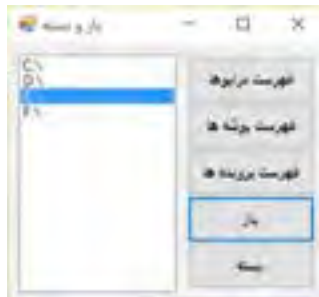 باز و بسته
C:\
D:\
F:\
فهرست درایوها
فهرست پوشه ها
فهرست پرونده ها
باز
بسته